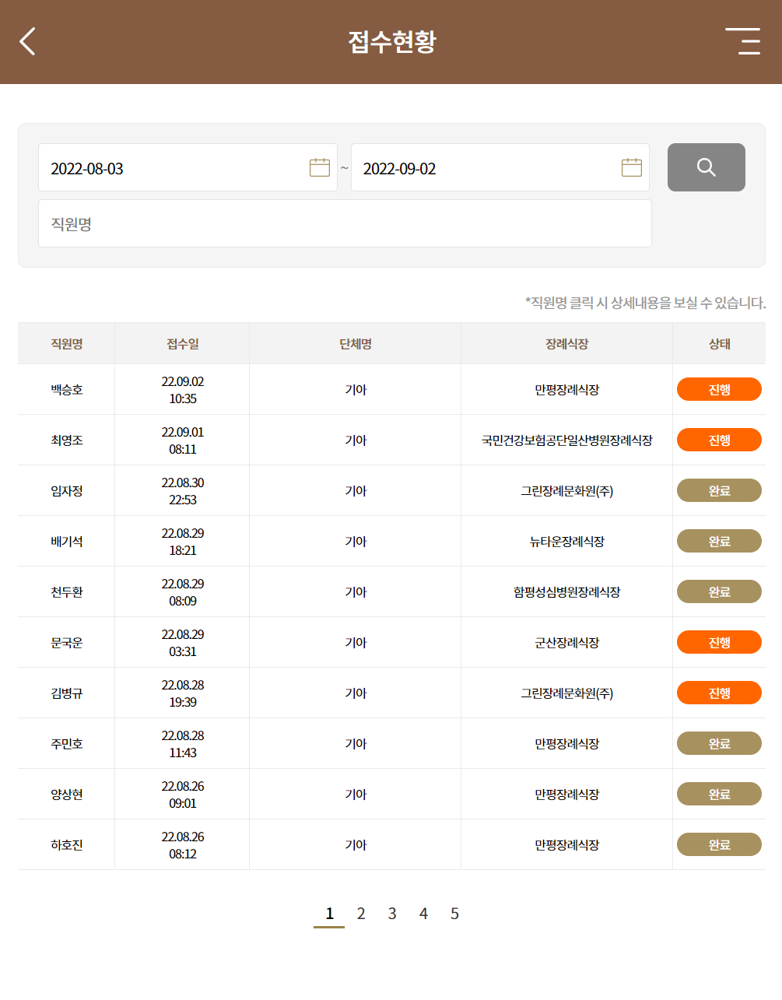 접수현황
2022-08-03 ~ 2022-09-02
직원명
*직원명 클릭 시 상세내용을 보실 수 있습니다.
직원명 접수일 단체명 장례식장 상태
백승호 22.09.02 10:35 기아 만평장례식장 진행
최영조 22.09.01 08:11 기아 국민건강보험공단일산병원장례식장 진행
임자정 22.08.30 22:53 기아 그린장례문화원(주) 완료
배기석 22.08.29 18:21 기아 뉴타운장례식장 완료
천두환 22.08.29 08:09 기아 함평성심병원장례식장 완료
문국운 22.08.29 03:31 기아 군산장례식장 진행
김병규 22.08.28 19:39 기아 그린장례문화원(주) 진행
주민호 22.08.28 11:43 기아 만평장례식장 완료
양상현 22.08.26 09:01 기아 만평장례식장 완료
하호진 22.08.26 08:12 기아 만평장례식장 완료
1 2 3 4 5